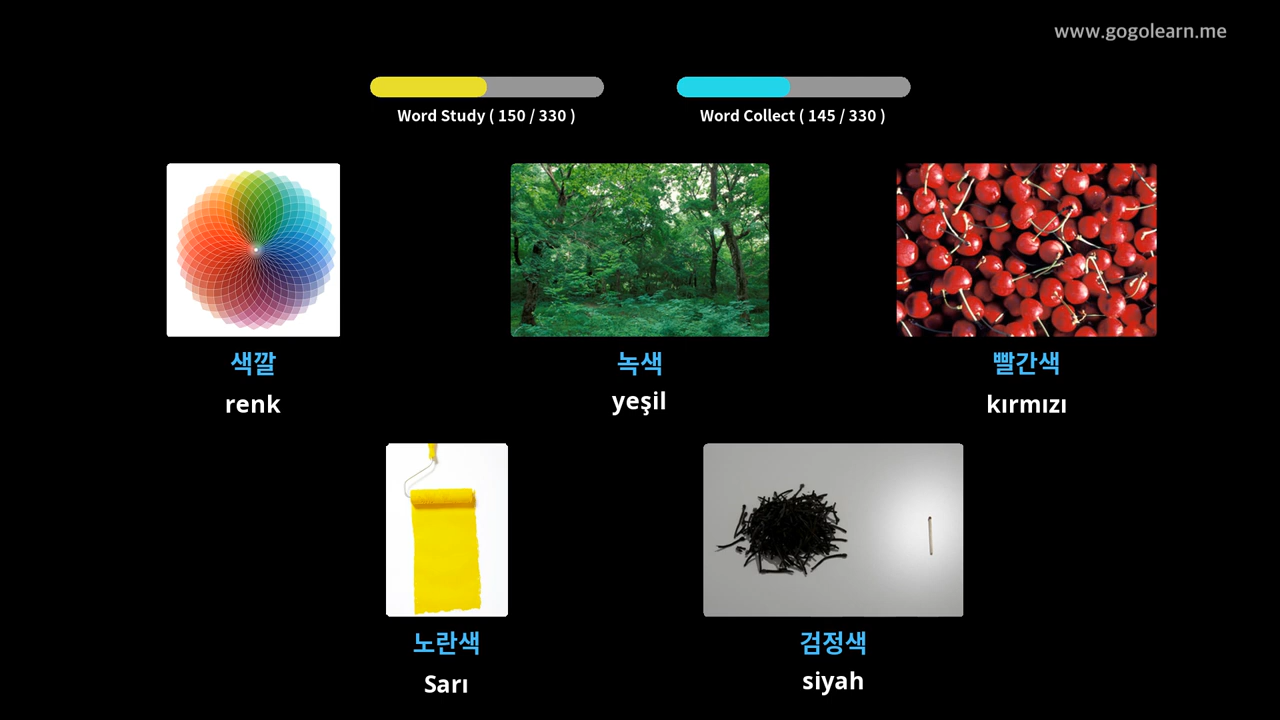 www.gogolearn.me
Word Study ( 150 / 330 )
Word Collect ( 145 / 330 )
색깔
renk
녹색
yeşil
빨간색
kırmızı
노란색
Sarı
검정색
siyah